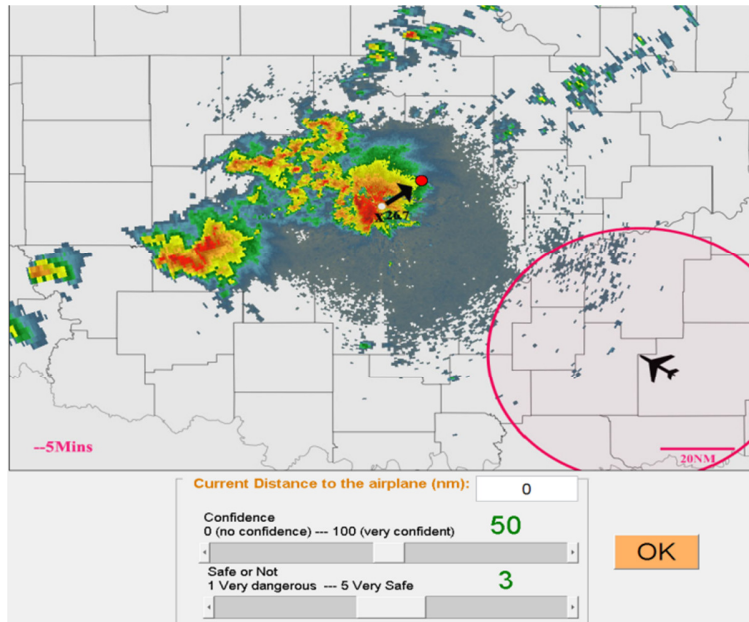 X267
--5Mins
20NM
Current Distance to the airplane (nm):
0
Confidence
0 (no confidence) --- 100 (very confident)
50
OK
Safe or Not
1 Very dangerous --- 5 Very Safe
3